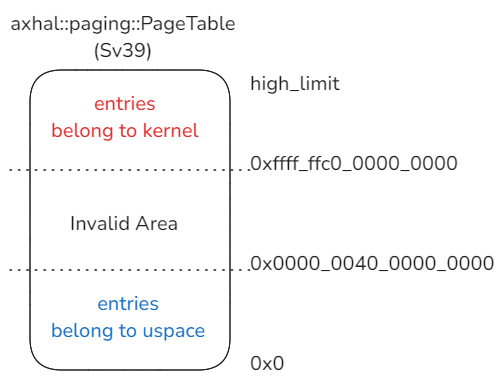 axhal::paging::PageTable
(Sv39)
high_limit
entries
belong to kernel
0xffff_ffc0_0000_0000
Invalid Area
0x0000_0040_0000_0000
entries
belong to uspace
0x0